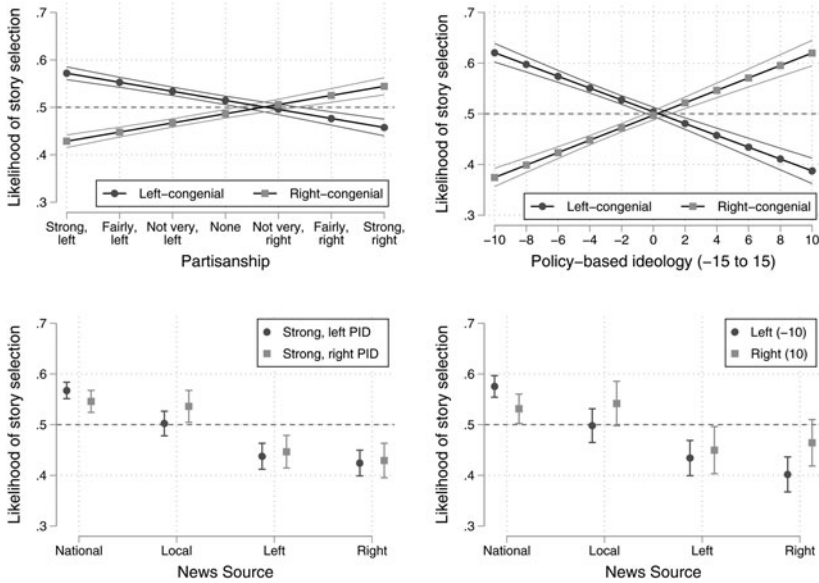 Likelihood of story selection
.7
.6
.5
.4
.3
Left-congenial Right-congenial
Strong, left Fairly, left Not very, left None Not very, right Fairly, right Strong, right
Partisanship
Likelihood of story selection
.7
.6
.5
.4
.3
Left-congenial Right-congenial
-10 -8 -6 -4 -2 0 2 4 6 8 10
Policy-based ideology (-15 to 15)
Likelihood of story selection
.7
.6
.5
.4
.3
Strong, left PID
Strong, right PID
National Local Left Right
News Source
Likelihood of story selection
.7
.6
.5
.4
.3
Left (-10)
Right (10)
National Local Left Right
News Source